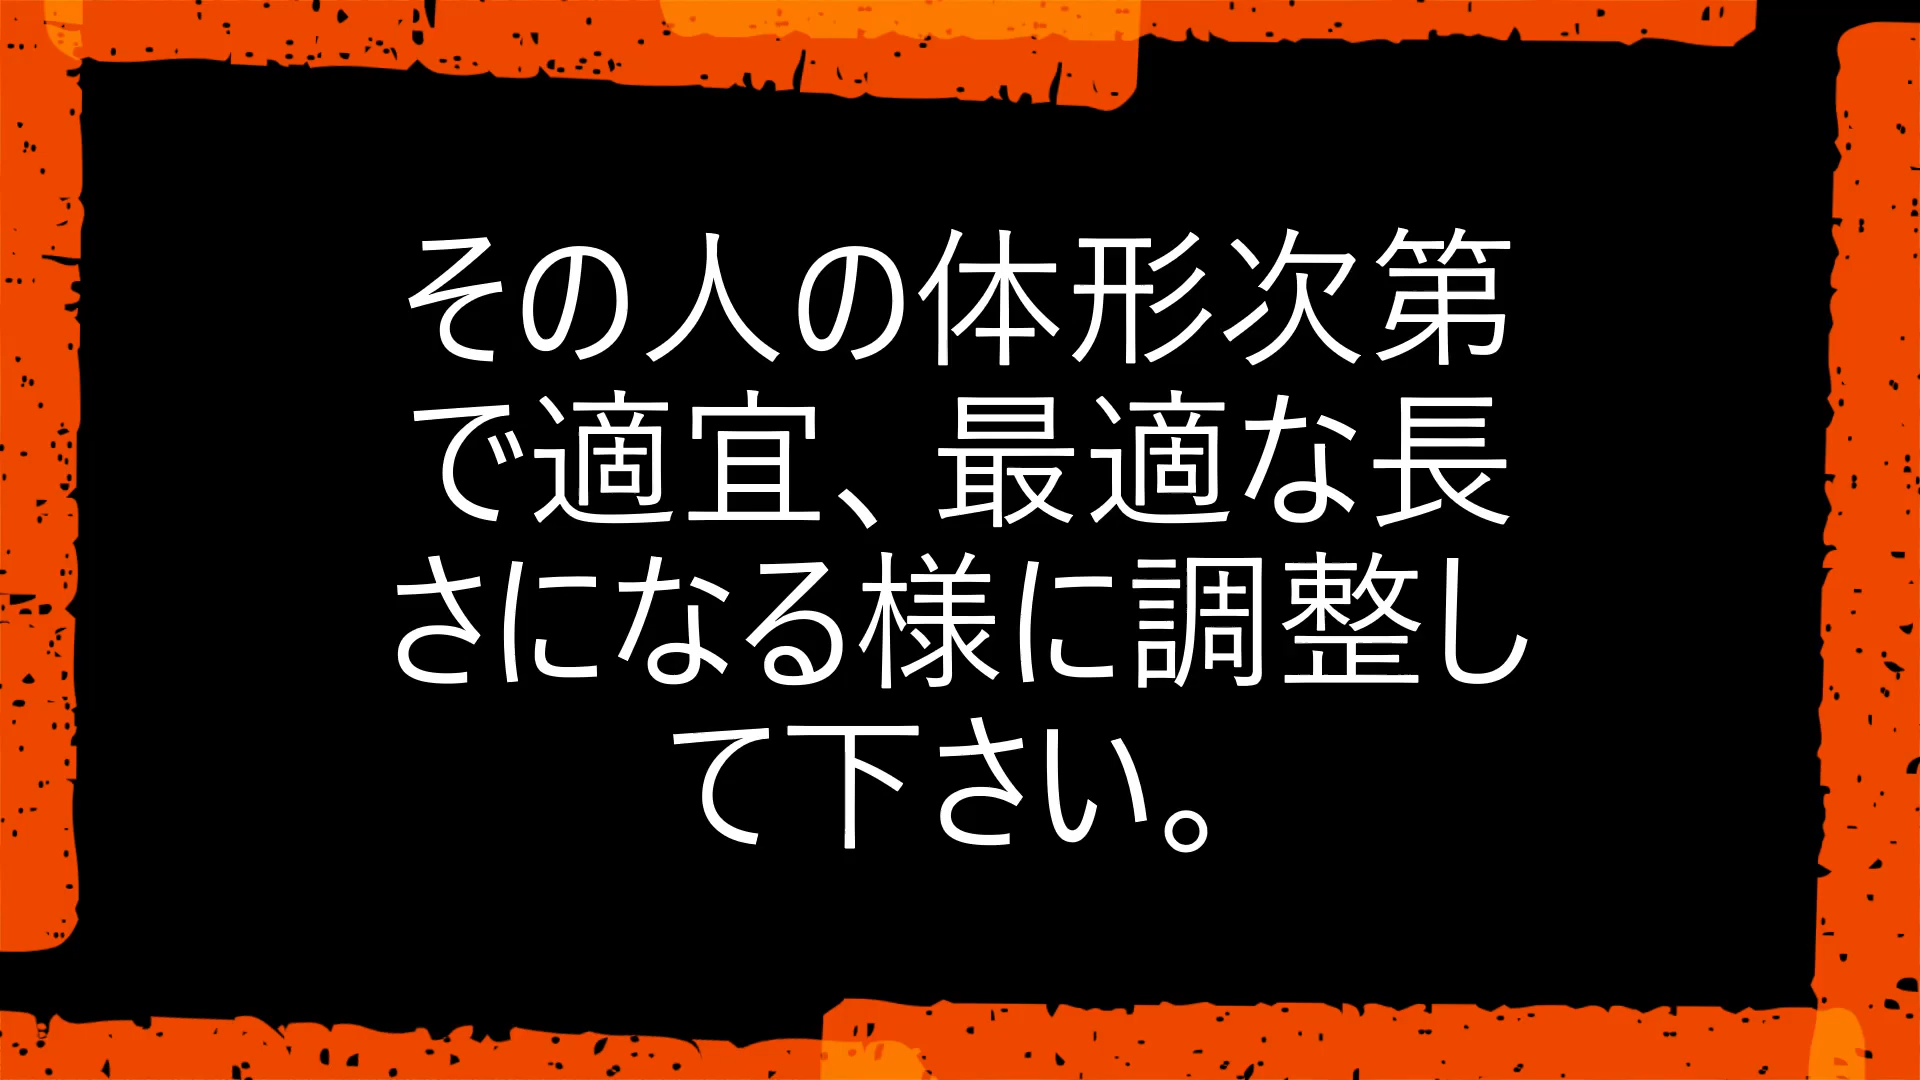 その人の体形次第
で適宜、最適な長
さになる様に調整し
て下さい。